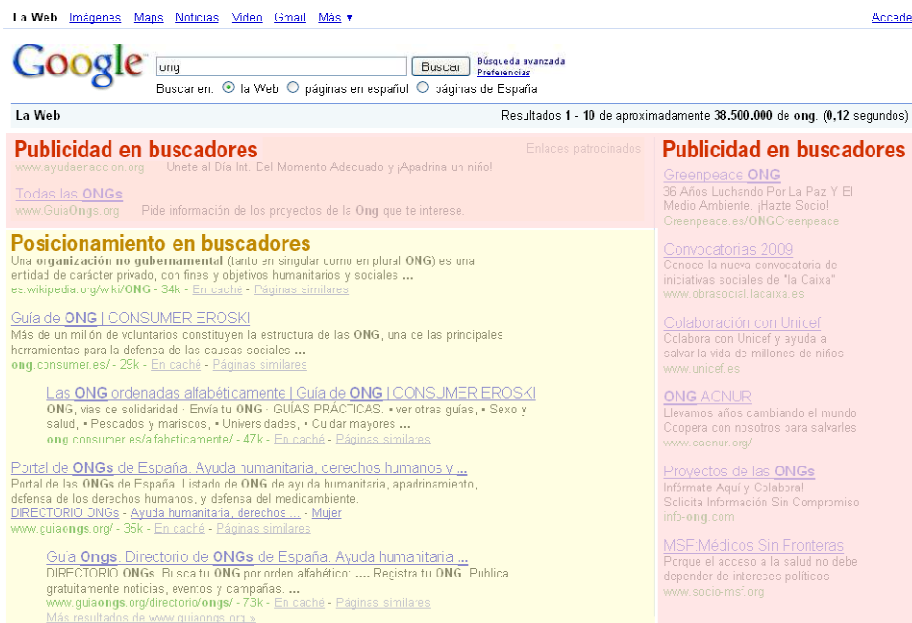 La Web Imágenes Maps Noticias Video Gmail Más ▼ Accede
Google ong Buscar Búsqueda avanzada
Preferencias
Buscar en: la Web páginas en español páginas de España
La Web Resultados 1 - 10 de aproximadamente 38.500.000 de ong. (0,12 segundos)
Publicidad en buscadores Enlaces patrocinados
www.ayudaenaccion.org Unete al Día Int. Del Momento Adecuado y ¡Apadrina un niño!
Todas las ONGs
www.GuiaOngs.org Pide información de los proyectos de la Ong que te interese.
Posicionamiento en buscadores
Una organización no gubernamental (tanto en singular como en plural ONG) es una
entidad de carácter privado, con fines y objetivos humanitarios y sociales ...
es.wikipedia.org/wiki/ONG - 34k - En caché - Páginas similares
Guía de ONG | CONSUMER EROSKI
Más de un millón de voluntarios constituyen la estructura de las ONG, una de las principales
herramientas para la defensa de las causas sociales ...
ong.consumer.es/ - 29k - En caché - Páginas similares
Las ONG ordenadas alfabéticamente | Guía de ONG | CONSUMER EROSKI
ONG, vias de solidaridad · Envía tu ONG · GUÍAS PRÁCTICAS. • ver otras guías, • Sexo y
salud, • Pescados y mariscos, • Universidades, • Cuidar mayores ...
ong.consumer.es/alfabeticamente/ - 47k - En caché - Páginas similares
Portal de ONGs de España. Ayuda humanitaria, derechos humanos y ...
Portal de las ONGs de España. Listado de ONG de ayuda humanitaria, apadrinamiento,
defensa de los derechos humanos, y defensa del medioambiente.
DIRECTORIO ONGs - Ayuda humanitaria, derechos ... - Mujer
www.guiaongs.org/ - 35k - En caché - Páginas similares
Guía Ongs. Directorio de ONGs de España. Ayuda humanitaria ...
DIRECTORIO ONGs. Busca tu ONG por orden alfabético: .... Registra tu ONG. Publica
gratuitamente noticias, eventos y campañas. ...
www.guiaongs.org/directorio/ongs/ - 73k - En caché - Páginas similares
Más resultados de www.guiaongs.org »
Publicidad en buscadores
Greenpeace ONG
36 Años Luchando Por La Paz Y El
Medio Ambiente. ¡Hazte Socio!
Greenpeace.es/ONGGreenpeace
Convocatorias 2009
Conoce la nueva convocatoria de
iniciativas sociales de "la Caixa"
www.obrasocial.lacaixa.es
Colaboración con Unicef
Colabora con Unicef y ayuda a
salvar la vida de millones de niños
www.unicef.es
ONG ACNUR
Llevamos años cambiando el mundo
Coopera con nosotros para salvarles
www.eacnur.org/
Proyectos de las ONGs
Infórmate Aquí y Colabora!
Solicita Información Sin Compromiso
info-ong.com
MSF:Médicos Sin Fronteras
Porque el acceso a la salud no debe
depender de intereses políticos
www.socio-msf.org